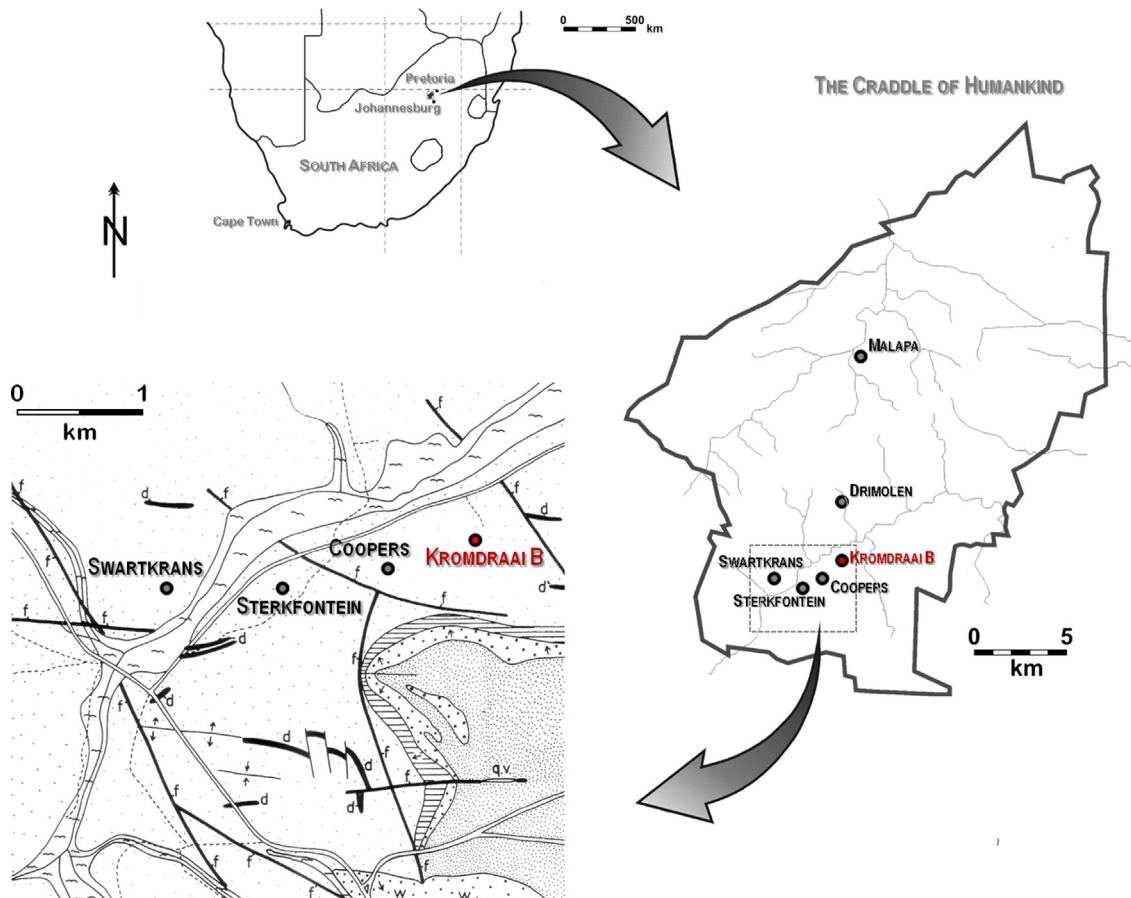 0 500
km
Pretoria
Johannesburg
SOUTH AFRICA
Cape Town
N
THE CRADDLE OF HUMANKIND
MALAPA
DRIMOLEN
KROMDRAAI B
SWARTKRANS
COOPERS
STERKFONTEIN
0 5
km
0 1
km
f
f
f
f
d
d
f
COOPERS
KROMDRAAI B
SWARTKRANS
STERKFONTEIN
f
f
d
d
f
f
d
f
d
f
d
f
q.v.
d
f
f
f
f
f
w
w